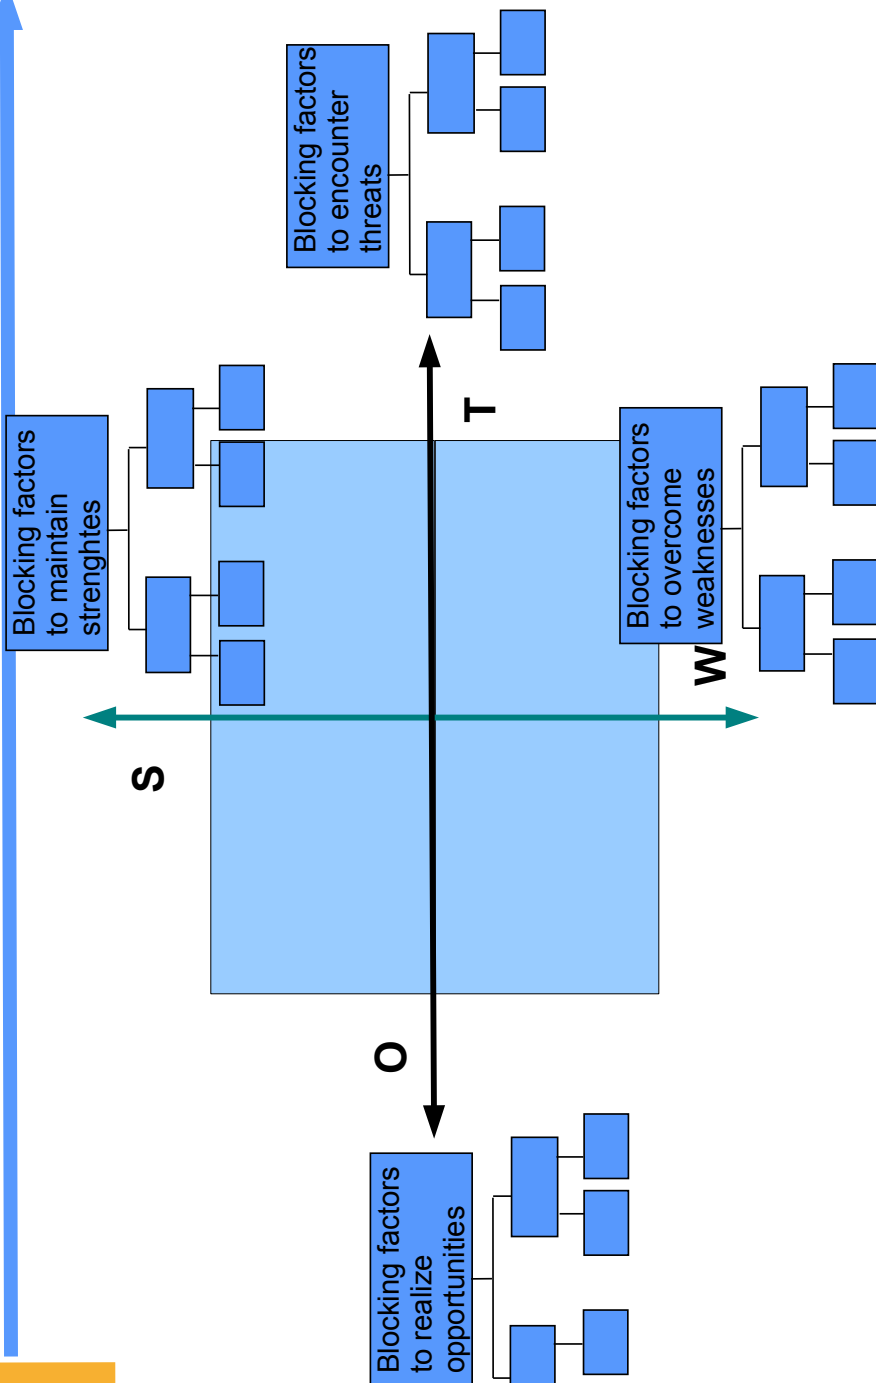 Blocking factors
to maintain
strenghtes
S
Blocking factors
to realize
opportunities
O
T
Blocking factors
to encounter
threats
W
Blocking factors
to overcome
weaknesses